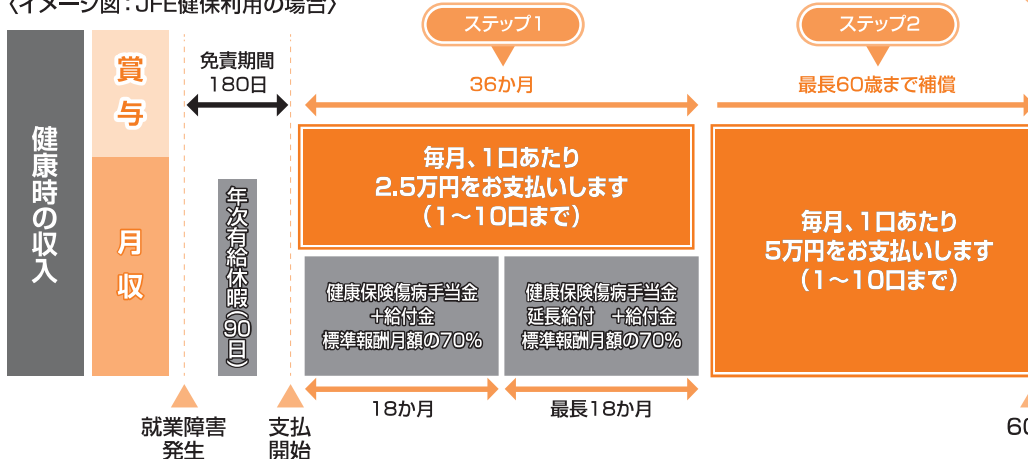 〈イメージ図：JFE健保利用の場合〉
ステップ1
ステップ2
健康時の収入
賞与
月収
免責期間
180日
36か月
最長60歳まで補償
年次有給休暇(90日)
毎月、1口あたり
2.5万円をお支払いします
(1〜10口まで)
毎月、1口あたり
5万円をお支払いします
(1〜10口まで)
健康保険傷病手当金
+給付金
標準報酬月額の70%
健康保険傷病手当金
延長給付　+給付金
標準報酬月額の70%
18か月
最長18か月
就業障害
発生
支払
開始